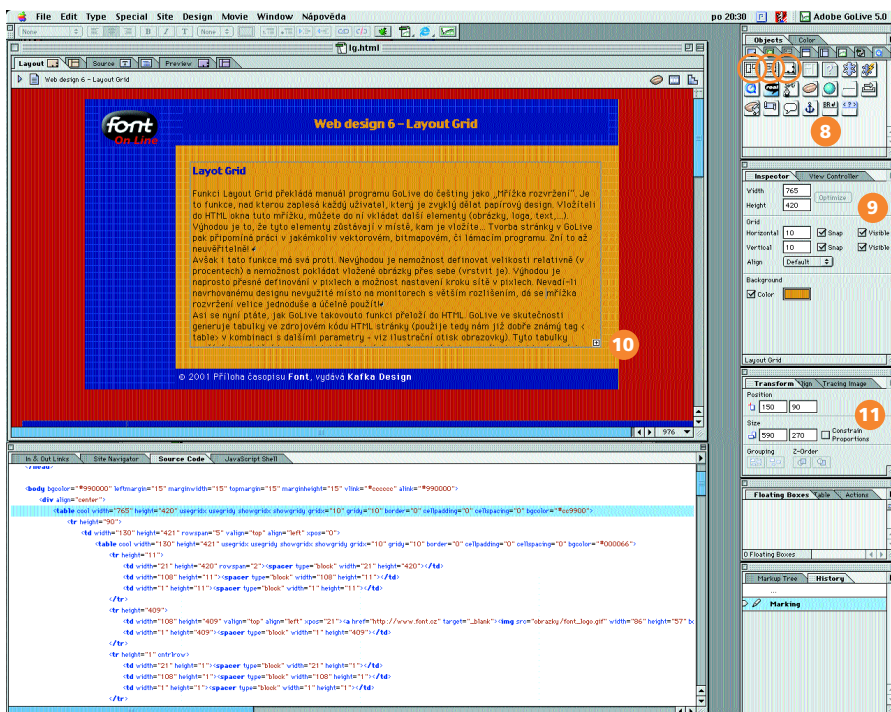 File Edit Type Special Site Design Movie Window Nápověda
po 20:30
Adobe GoLive 5.0
None
B I T
None
lg.html
Layout
Source
Preview
Web design 6 – Layout Grid
font
On Line
Web design 6 – Layout Grid
Layot Grid
Funkci Layout Grid překládá manuál programu GoLive do češtiny jako „Mřížka rozvržení". Je
to funkce, nad kterou zaplesá každý uživatel, který je zvyklý dělat papírový design. Vložíteli
do HTML okna tuto mřížku, můžete do ní vkládat další elementy (obrázky, loga, text,...).
Výhodou je to, že tyto elementy zůstávají v místě, kam je vložíte... Tvorba stránky v GoLive
pak připomíná práci v jakémkoliv vektorovém, bitmapovém, či lámacím programu. Zní to až
neuvěřitelně!
Avšak i tato funkce má svá proti. Nevýhodou je nemožnost definovat velikosti relativně (v
procentech) a nemožnost pokládat vložené obrázky přes sebe (vrstvit je). Výhodou je
naprosto přesné definování v pixlech a možnost nastavení kroku sítě v pixlech. Nevadí-li
navrhovanému designu nevyužité místo na monitorech s větším rozlišením, dá se mřížka
rozvržení velice jednoduše a účelně použít!
Asi se nyní ptáte, jak GoLive takovouto funkci přeloží do HTML. GoLive ve skutečnosti
generuje tabulky ve zdrojovém kódu HTML stránky (použije tedy nám již dobře známý tag <
table> v kombinaci s dalšími parametry - viz ilustrační otisk obrazovky). Tyto tabulky
10
© 2001 Příloha časopisu Font, vydává Kafka Design
976
In & Out Links
Site Navigator
Source Code
JavaScript Shell
</head>
<body bgcolor="#990000" leftmargin="15" marginwidth="15" topmargin="15" marginheight="15" vlink="#cccccc" alink="#990000">
<div align="center">
<table cool width="765" height="420" usegridx usegridy showgridx showgridy gridx="10" gridy="10" border="0" cellpadding="0" cellspacing="0" bgcolor="#cc9900">
<tr height="90">
<td width="130" height="421" rowspan="5" valign="top" align="left" xpos="0">
<table cool width="130" height="421" usegridx usegridy showgridx showgridy gridx="10" gridy="10" border="0" cellpadding="0" cellspacing="0" bgcolor="#000066">
<tr height="11">
<td width="21" height="420" rowspan="2"><spacer type="block" width="21" height="420"></td>
<td width="108" height="11"><spacer type="block" width="108" height="11"></td>
<td width="1" height="11"><spacer type="block" width="1" height="11"></td>
</tr>
<tr height="409">
<td width="108" height="409" valign="top" align="left" xpos="21"><a href="http://www.font.cz" target="_blank"><img src="obrazky/font_logo.gif" width="86" height="57" bo
<td width="1" height="409"><spacer type="block" width="1" height="409"></td>
</tr>
<tr height="1" cntrlrow>
<td width="21" height="1"><spacer type="block" width="21" height="1"></td>
<td width="108" height="1"><spacer type="block" width="108" height="1"></td>
<td width="1" height="1"><spacer type="block" width="1" height="1"></td>
</tr>
Objects
Color
8
Inspector
View Controller
Width 765
Height 420
Optimize
9
Grid
Horizontal 10 Snap Visible
Vertical 10 Snap Visible
Align Default
Background
Color
Layout Grid
Transform
Align
Tracing Image
Position
150 90
11
Size
590 270
Constrain
Proportions
Grouping
Z-Order
Floating Boxes
Table
Actions
0 Floating Boxes
Markup Tree
History
...
Marking